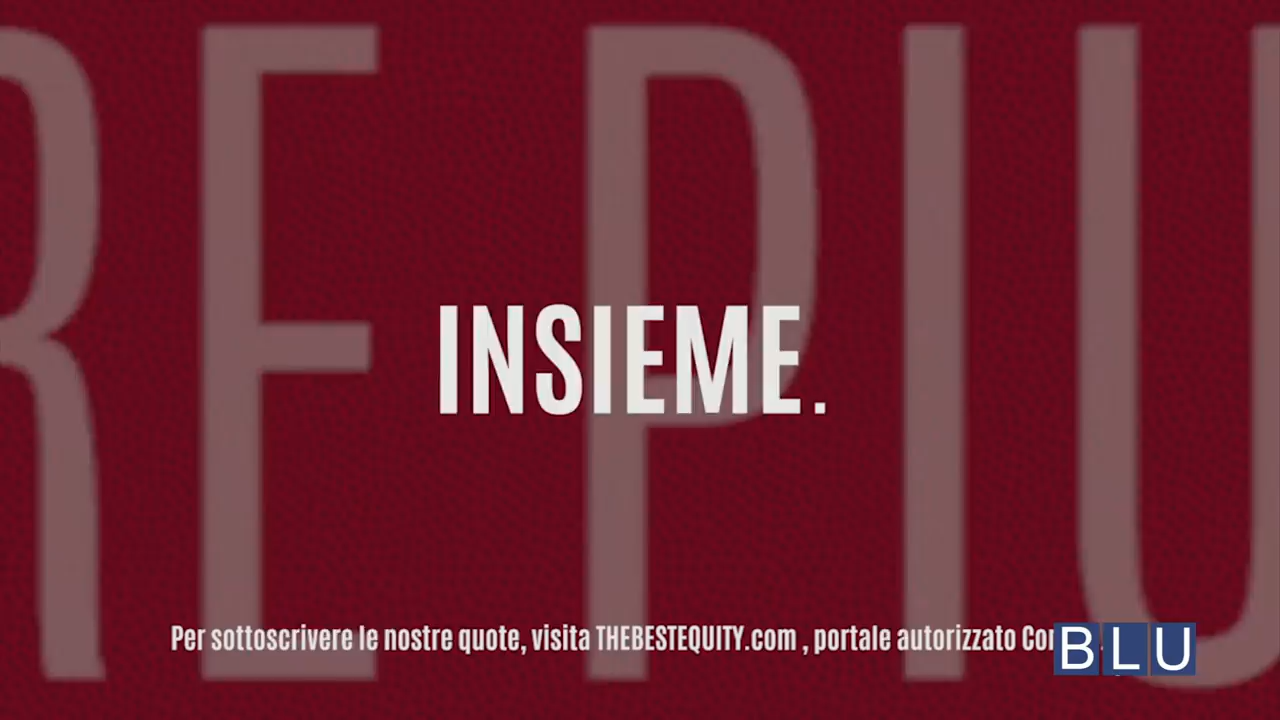 RE PIU
INSIEME.
Per sottoscrivere le nostre quote, visita THEBESTEQUITY.com , portale autorizzato
BLU